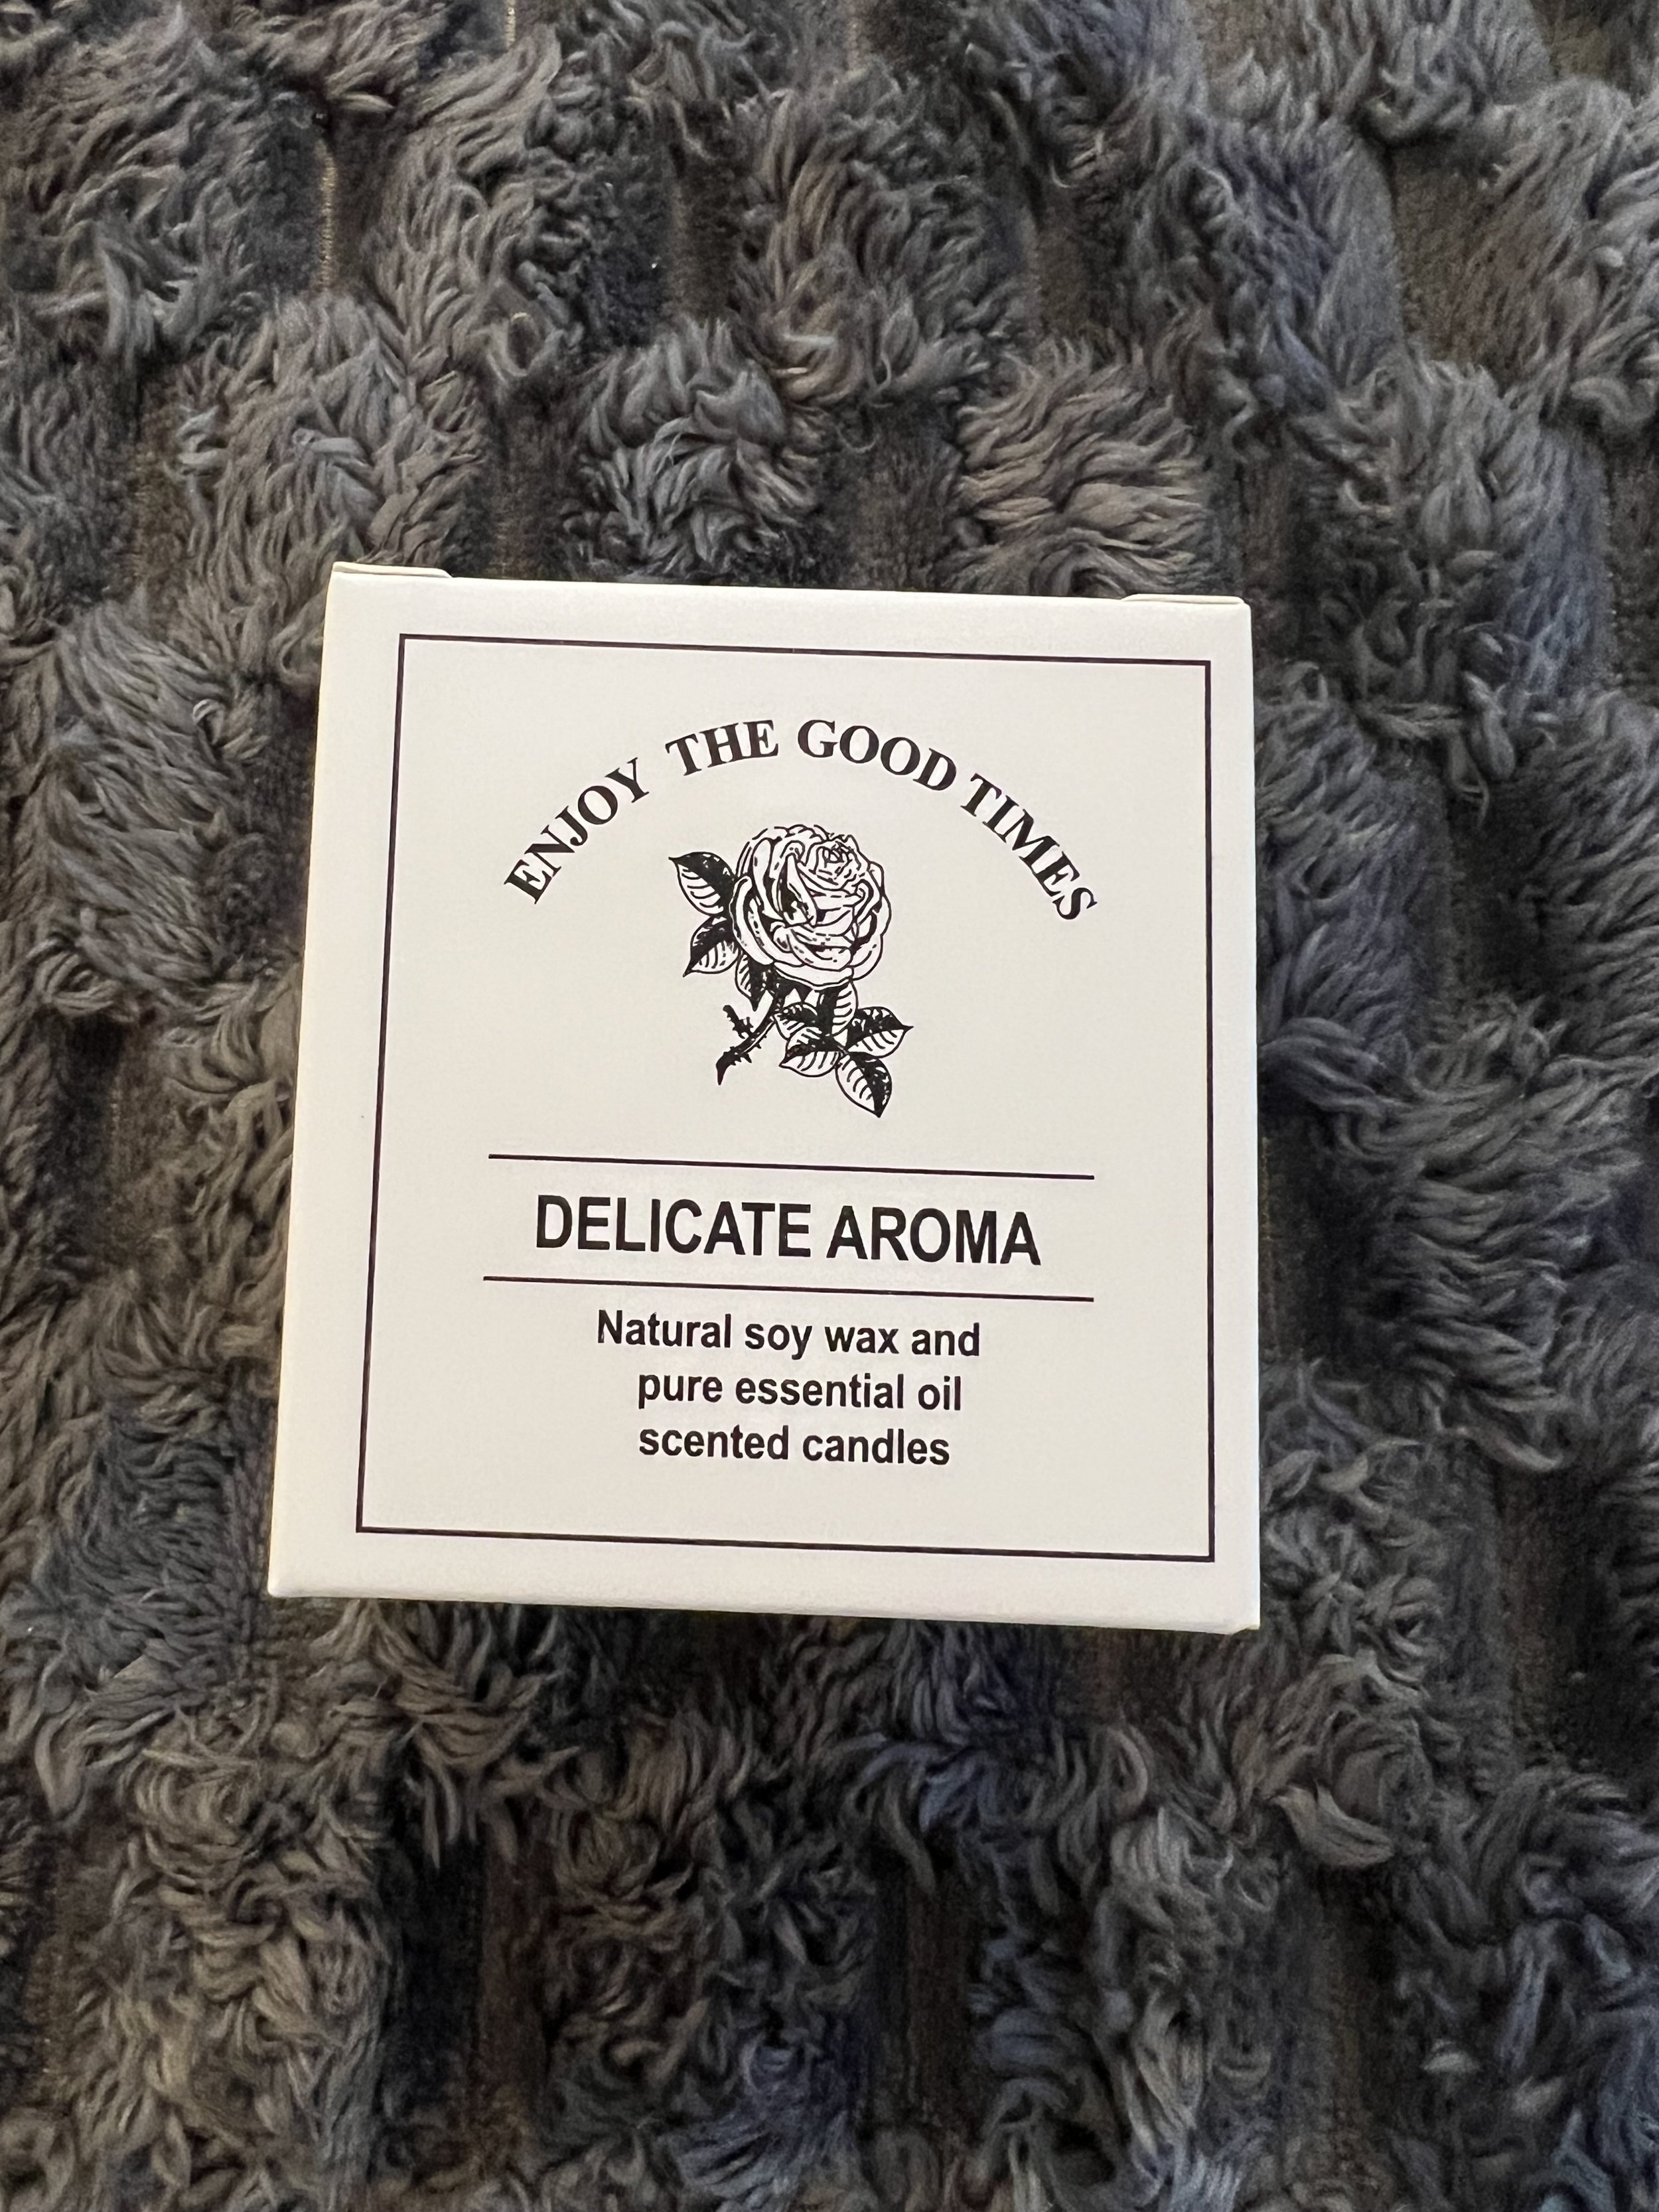 ENJOY THE GOOD TIMES
DELICATE AROMA
Natural soy wax and
pure essential oil
scented candles